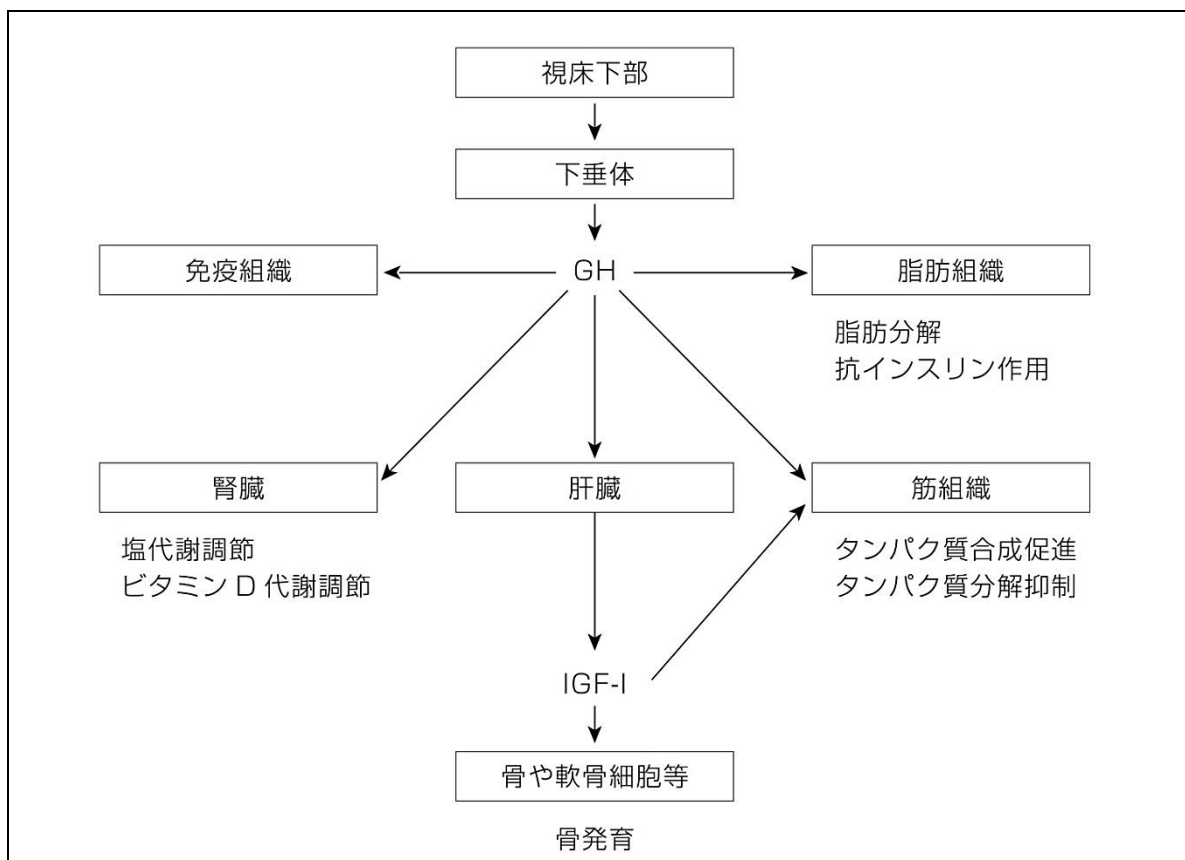 視床下部
下垂体
免疫組織
GH
脂肪組織
脂肪分解
抗インスリン作用
腎臓
肝臓
筋組織
塩代謝調節
ビタミン D 代謝調節
タンパク質合成促進
タンパク質分解抑制
IGF-I
骨や軟骨細胞等
骨発育